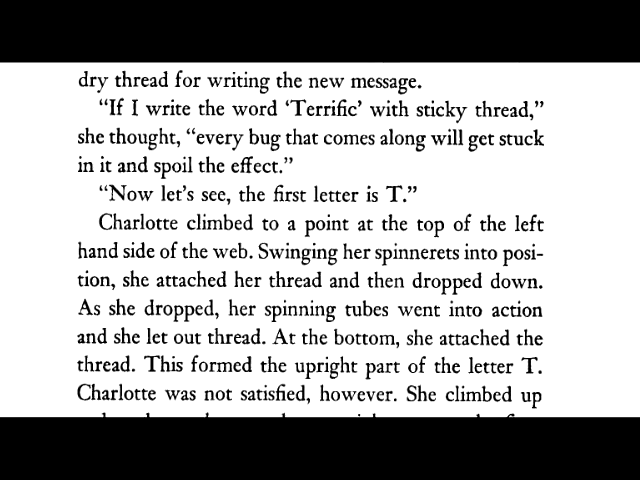 dry thread for writing the new message.
“If I write the word ‘Terrific’ with sticky thread,”
she thought, “every bug that comes along will get stuck
in it and spoil the effect.”
“Now let’s see, the first letter is T.”
Charlotte climbed to a point at the top of the left
hand side of the web. Swinging her spinnerets into posi-
tion, she attached her thread and then dropped down.
As she dropped, her spinning tubes went into action
and she let out thread. At the bottom, she attached the
thread. This formed the upright part of the letter T.
Charlotte was not satisfied, however. She climbed up